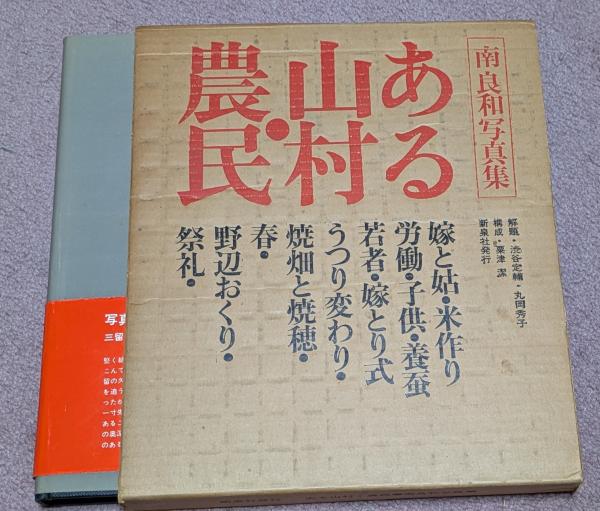 南良和写真集
ある
山村・
農民
解題・渋谷定輔・丸岡秀子
構成・粟津 潔
新泉社発行
嫁と姑・米作り
労働・子供・養蚕
若者・嫁とり式
うつり変わり・
焼畑と焼穂・
春・
野辺おくり・
祭礼・
写真
三留